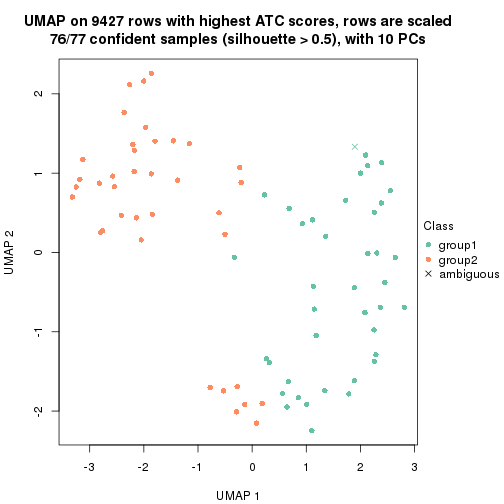 UMAP on 9427 rows with highest ATC scores, rows are scaled
76/77 confident samples (silhouette > 0.5), with 10 PCs
UMAP 2
2
1
0
-1
-2
-3
-2
-1
0
1
2
3
UMAP 1
Class
group1
group2
ambiguous